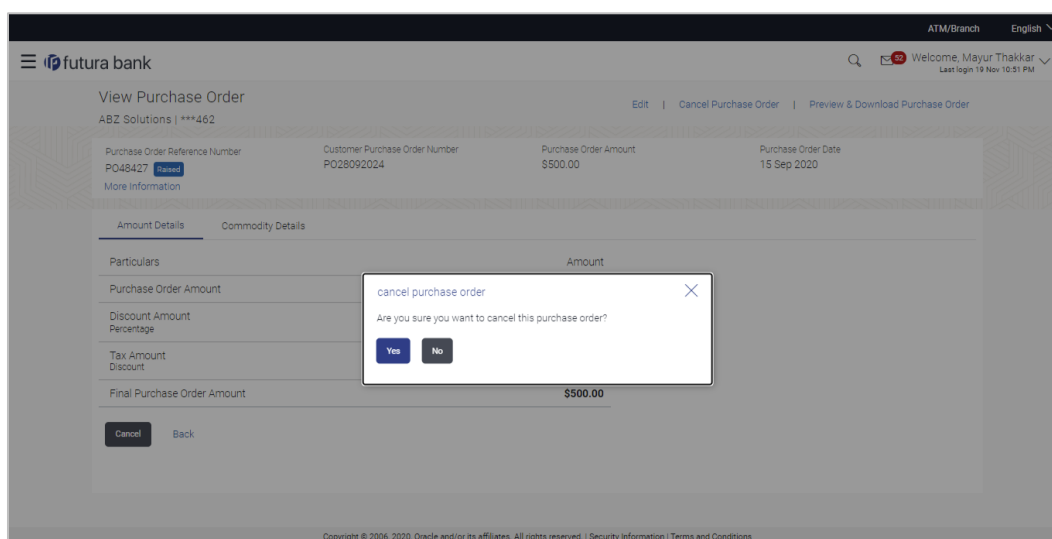 ATM/Branch English
futura bank
52 Welcome, Mayur Thakkar
Last login 19 Nov 10:51 PM
View Purchase Order
Edit | Cancel Purchase Order | Preview & Download Purchase Order
ABZ Solutions | ***462
Purchase Order Reference Number Customer Purchase Order Number Purchase Order Amount Purchase Order Date
PO48427 Raised PO28092024 $500.00 15 Sep 2020
More Information
Amount Details Commodity Details
Particulars Amount
Purchase Order Amount
cancel purchase order
Are you sure you want to cancel this purchase order?
Yes No
Discount Amount
Percentage
Tax Amount
Discount
Final Purchase Order Amount $500.00
Cancel Back
Copyright © 2006, 2020, Oracle and/or its affiliates. All rights reserved. | Security Information | Terms and Conditions